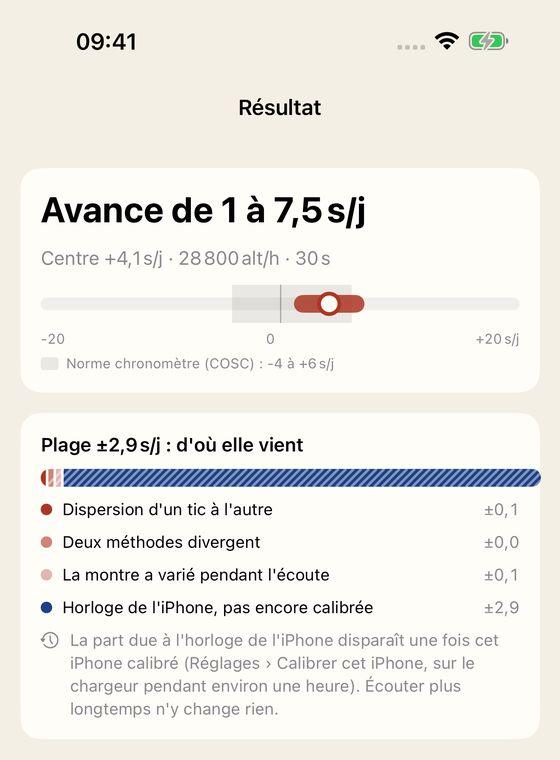 09:41
Résultat
Avance de 1 à 7,5 s/j
Centre +4,1 s/j · 28 800 alt/h · 30 s
-20 0 +20 s/j
Norme chronomètre (COSC) : -4 à +6 s/j
Plage ±2,9 s/j : d'où elle vient
Dispersion d'un tic à l'autre ±0,1
Deux méthodes divergent ±0,0
La montre a varié pendant l'écoute ±0,1
Horloge de l'iPhone, pas encore calibrée ±2,9
La part due à l'horloge de l'iPhone disparaît une fois cet
iPhone calibré (Réglages › Calibrer cet iPhone, sur le
chargeur pendant environ une heure). Écouter plus
longtemps n'y change rien.